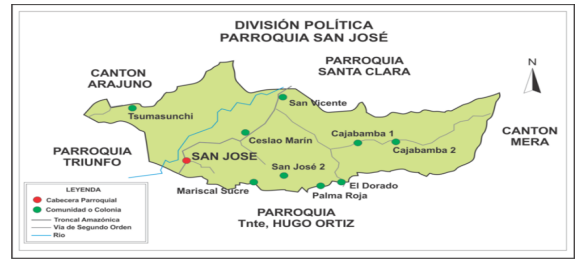 DIVISIÓN POLÍTICA
PARROQUIA SAN JOSÉ
PARROQUIA
SANTA CLARA
CANTON
ARAJUNO
N
Tsumasunchi
San Vicente
Ceslao Marín
Cajabamba 1
Cajabamba 2
CANTON
MERA
PARROQUIA
TRIUNFO
SAN JOSE
San José 2
Mariscal Sucre
El Dorado
Palma Roja
PARROQUIA
Tnte, HUGO ORTIZ
LEYENDA
Cabecera Parroquial
Comunidad o Colonia
Troncal Amazónica
Vía de Segundo Orden
Río